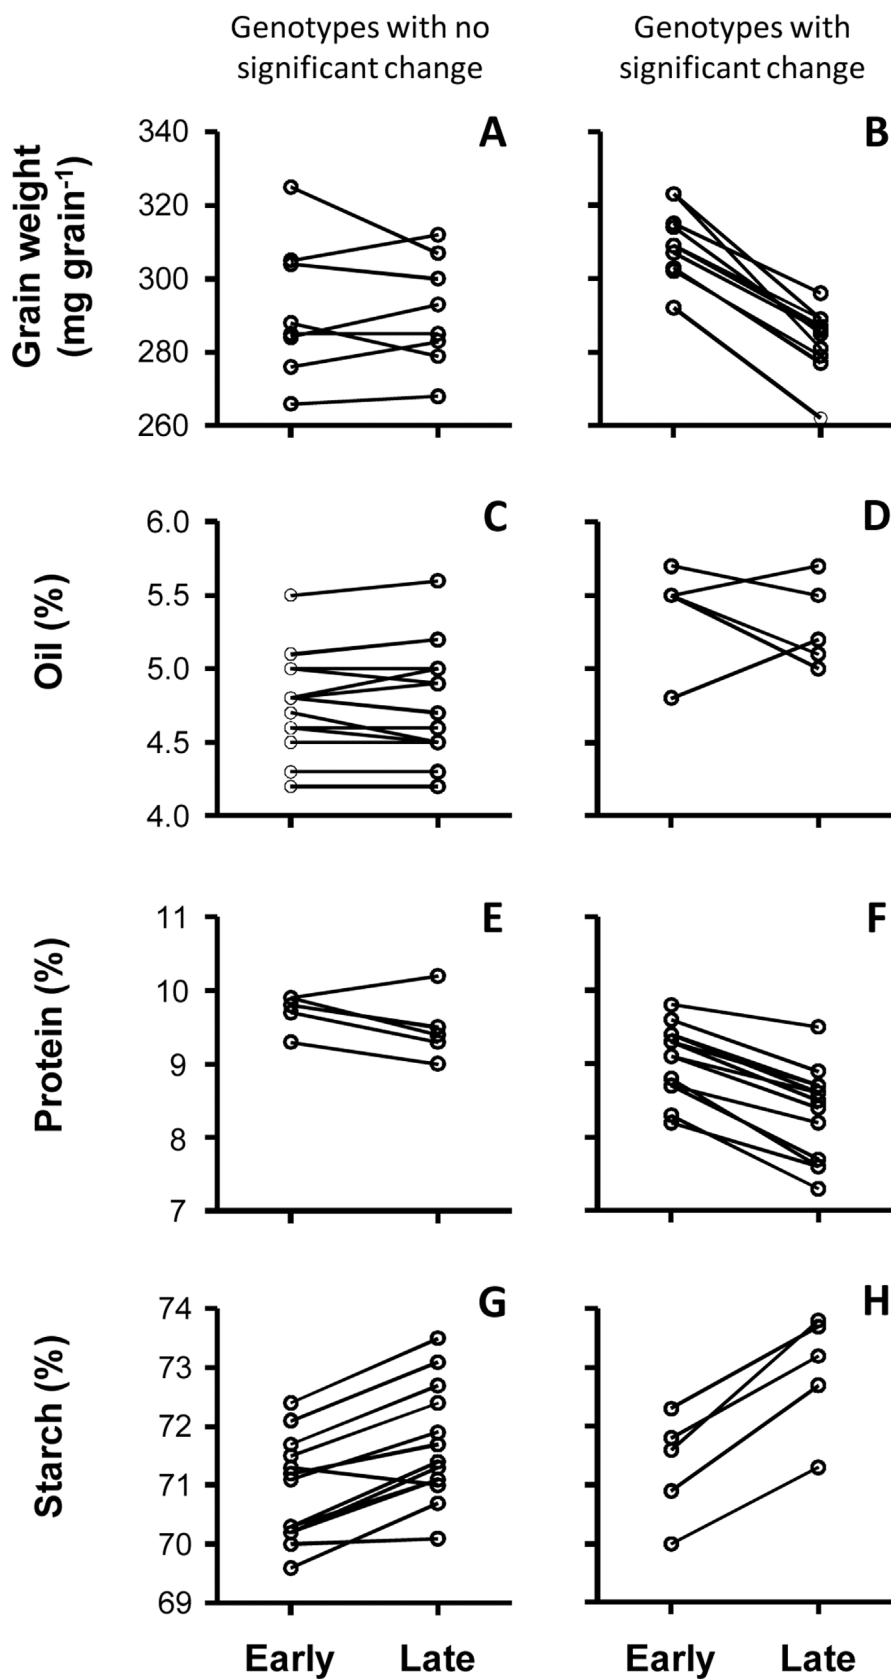 Genotypes with no
significant change
Genotypes with
significant change
Grain weight
(mg grain⁻¹)
340
320
300
280
260
A
B
Oil (%)
6.0
5.5
5.0
4.5
4.0
C
D
Protein (%)
11
10
9
8
7
E
F
Starch (%)
74
73
72
71
70
69
G
H
Early
Late
Early
Late